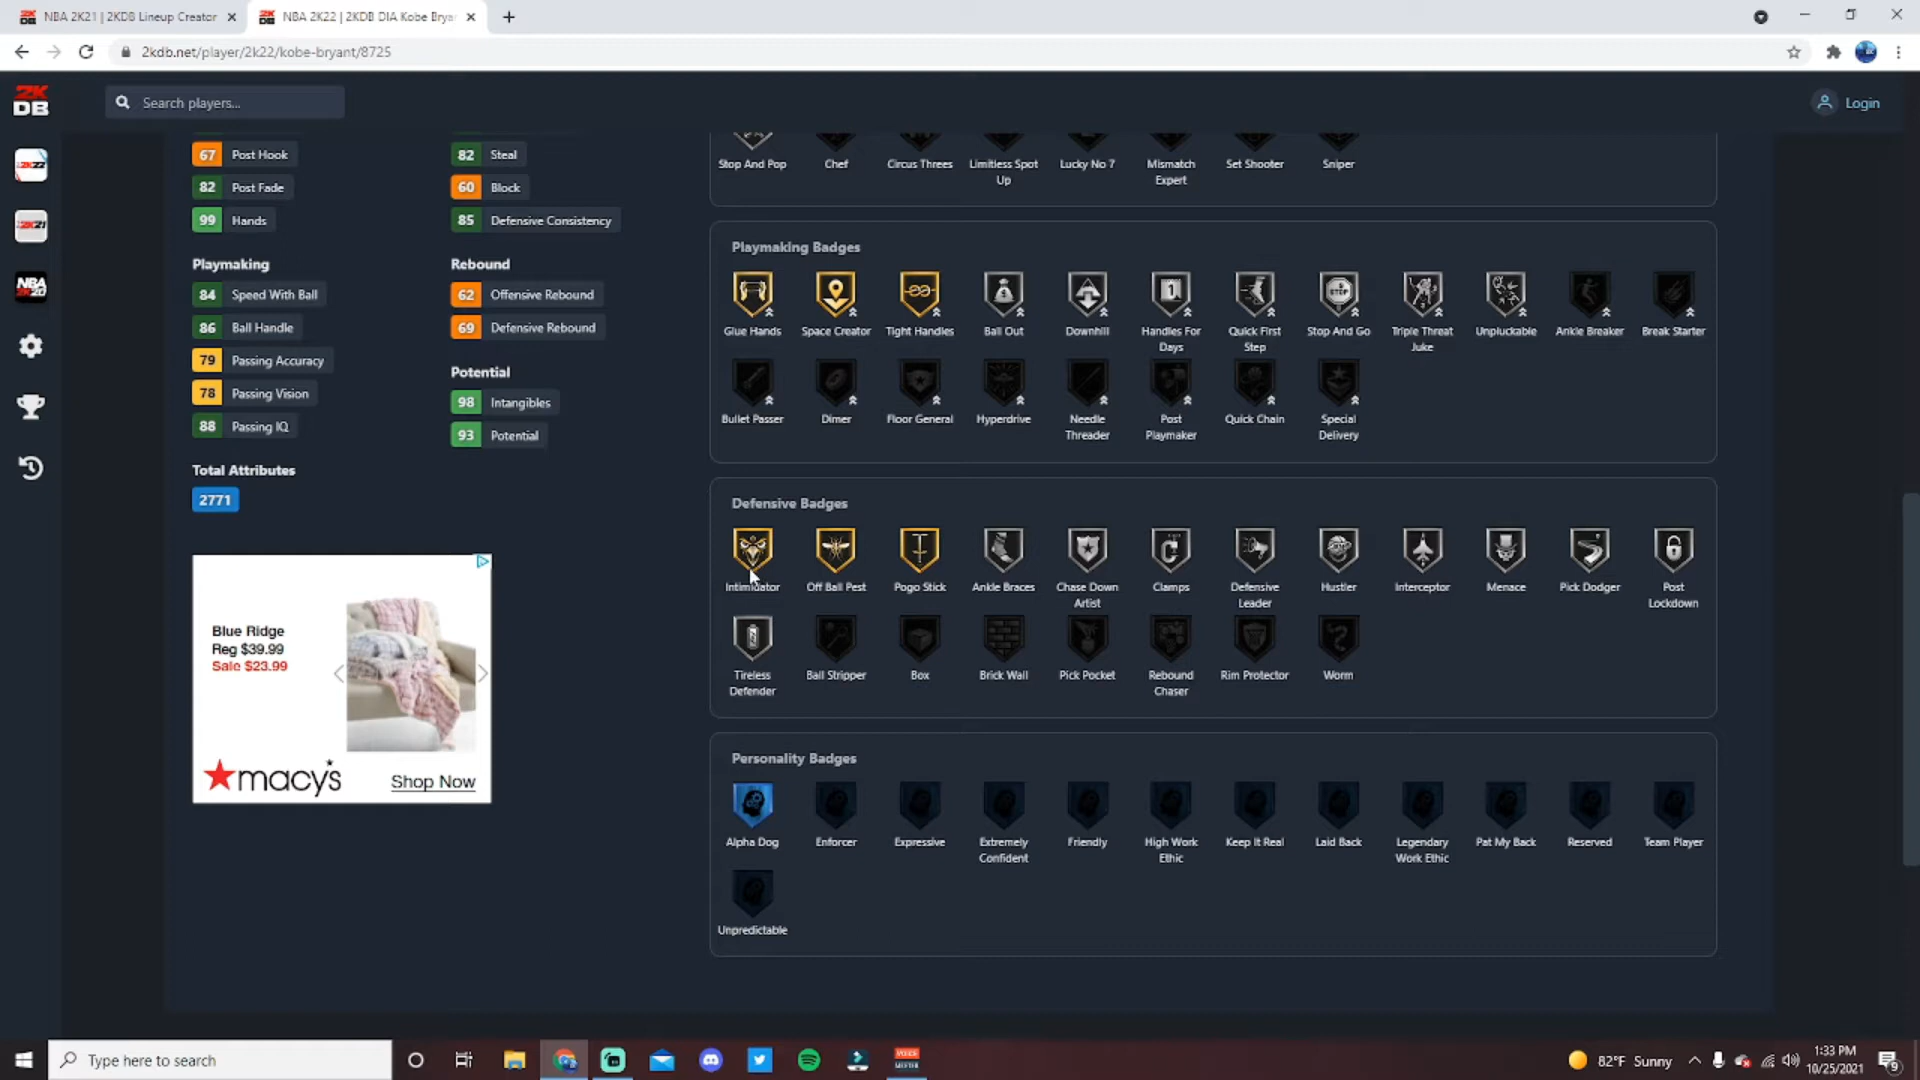 NBA 2K21 | 2KDB Lineup Creator
NBA 2K22 | 2KDB DIA Kobe Brya
2kdb.net/player/2k22/kobe-bryant/8725
2K
DB
Search players...
Login
2K22
2K21
NBA
2K20
67 Post Hook
82 Post Fade
99 Hands
82 Steal
60 Block
85 Defensive Consistency
Playmaking
84 Speed With Ball
86 Ball Handle
79 Passing Accuracy
78 Passing Vision
88 Passing IQ
Rebound
62 Offensive Rebound
69 Defensive Rebound
Potential
98 Intangibles
93 Potential
Total Attributes
2771
Stop And Pop
Chef
Circus Threes
Limitless Spot
Up
Lucky No 7
Mismatch
Expert
Set Shooter
Sniper
Playmaking Badges
Glue Hands
Space Creator
Tight Handles
Ball Out
Downhill
Handles For
Days
Quick First
Step
Stop And Go
Triple Threat
Juke
Unpluckable
Ankle Breaker
Break Starter
Bullet Passer
Dimer
Floor General
Hyperdrive
Needle
Threader
Post
Playmaker
Quick Chain
Special
Delivery
Defensive Badges
Intimidator
Off Ball Pest
Pogo Stick
Ankle Braces
Chase Down
Artist
Clamps
Defensive
Leader
Hustler
Interceptor
Menace
Pick Dodger
Post
Lockdown
Tireless
Defender
Ball Stripper
Box
Brick Wall
Pick Pocket
Rebound
Chaser
Rim Protector
Worm
Personality Badges
Alpha Dog
Enforcer
Expressive
Extremely
Confident
Friendly
High Work
Ethic
Keep It Real
Laid Back
Legendary
Work Ethic
Pat My Back
Reserved
Team Player
Unpredictable
Blue Ridge
Reg $39.99
Sale $23.99
macy's
Shop Now
Type here to search
82°F Sunny
1:33 PM
10/25/2021